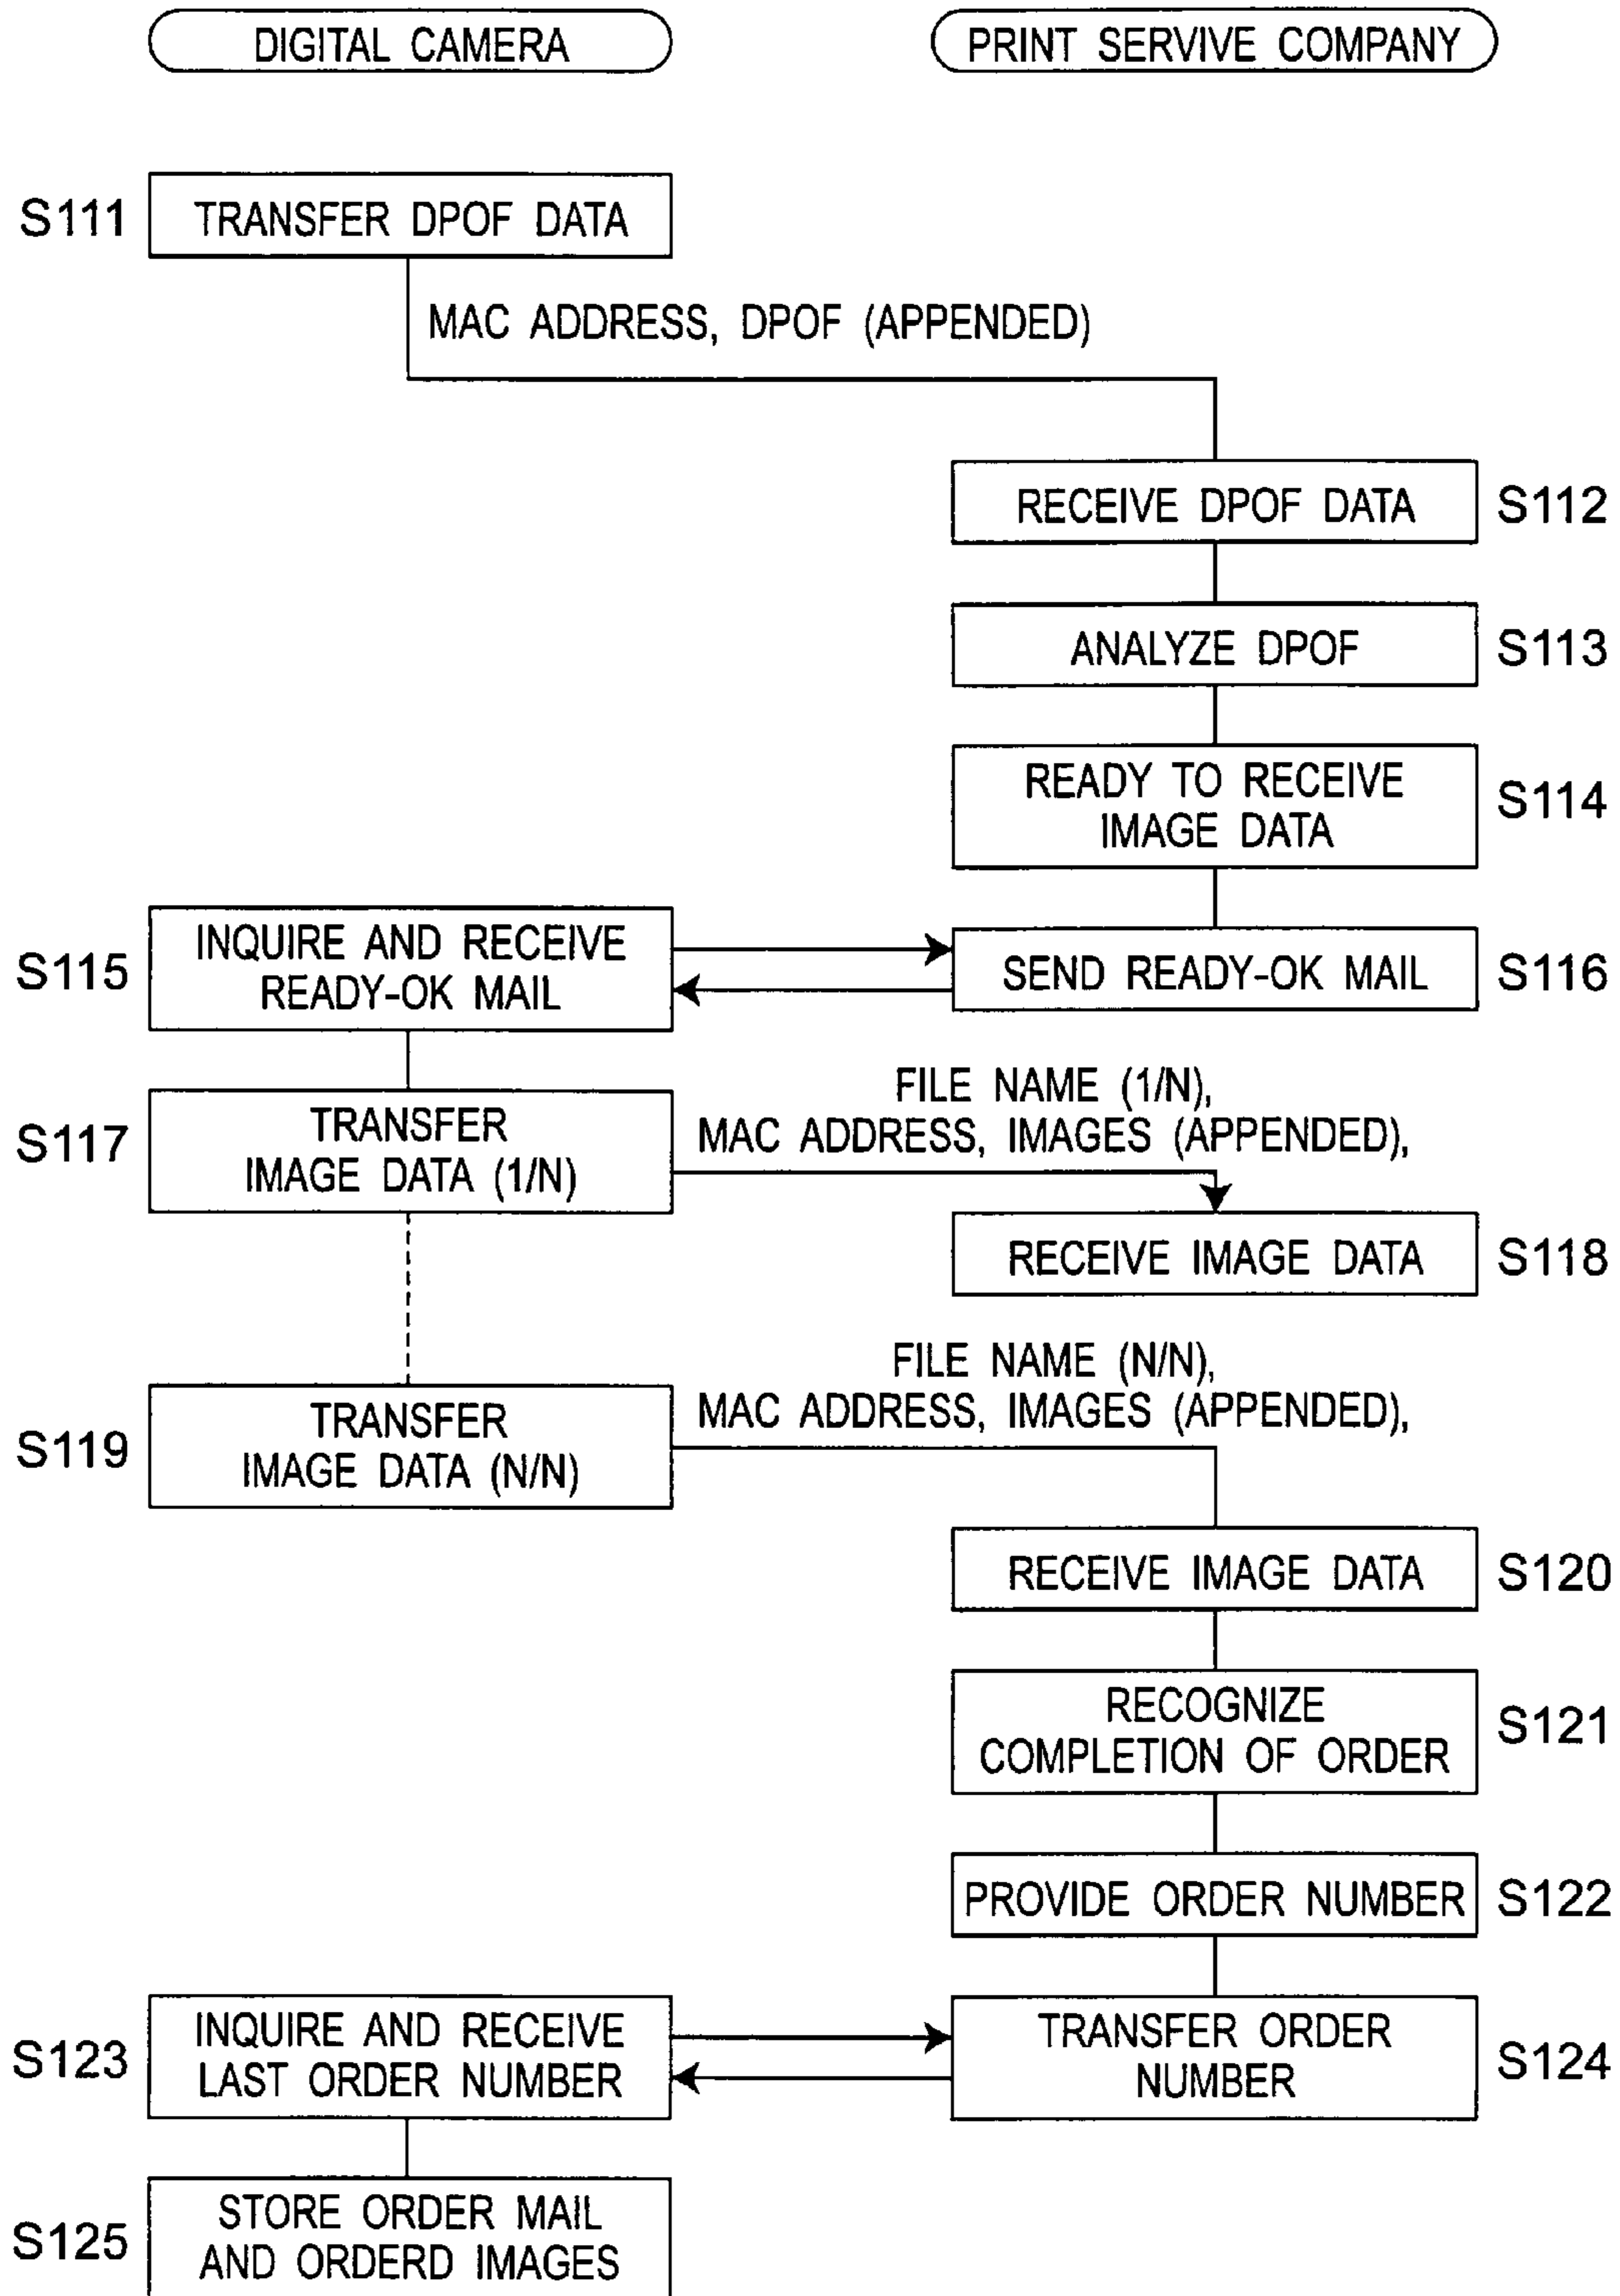 DIGITAL CAMERA
PRINT SERVIVE COMPANY
S111
TRANSFER DPOF DATA
MAC ADDRESS, DPOF (APPENDED)
RECEIVE DPOF DATA
S112
ANALYZE DPOF
S113
READY TO RECEIVE
IMAGE DATA
S114
S115
INQUIRE AND RECEIVE
READY-OK MAIL
SEND READY-OK MAIL
S116
S117
TRANSFER
IMAGE DATA (1/N)
FILE NAME (1/N),
MAC ADDRESS, IMAGES (APPENDED),
RECEIVE IMAGE DATA
S118
S119
TRANSFER
IMAGE DATA (N/N)
FILE NAME (N/N),
MAC ADDRESS, IMAGES (APPENDED),
RECEIVE IMAGE DATA
S120
RECOGNIZE
COMPLETION OF ORDER
S121
PROVIDE ORDER NUMBER
S122
S123
INQUIRE AND RECEIVE
LAST ORDER NUMBER
TRANSFER ORDER
NUMBER
S124
S125
STORE ORDER MAIL
AND ORDERD IMAGES